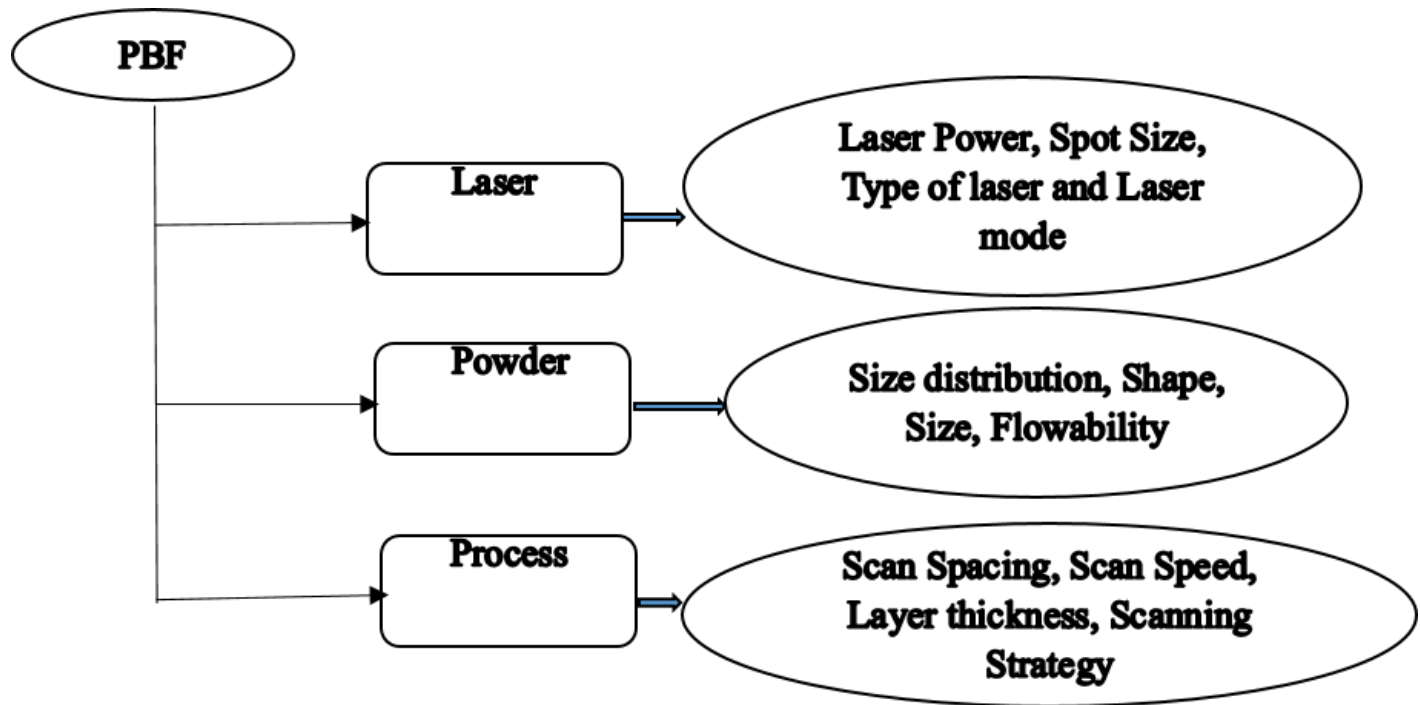 PBF
Laser
Laser Power, Spot Size,
Type of laser and Laser
mode
Powder
Size distribution, Shape,
Size, Flowability
Process
Scan Spacing, Scan Speed,
Layer thickness, Scanning
Strategy